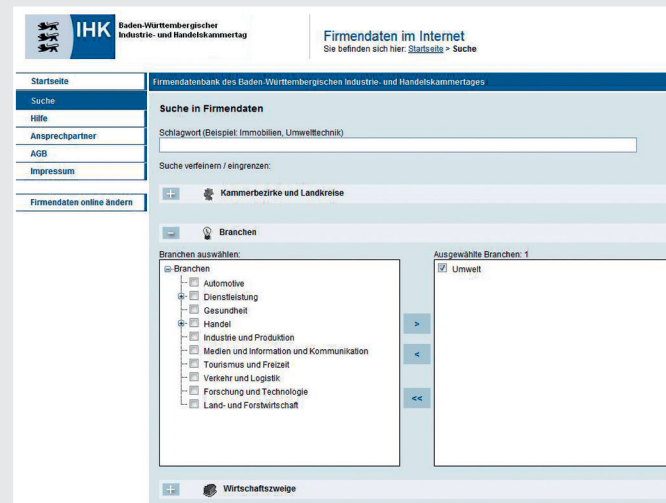 IHK
Baden-Württembergischer
Industrie- und Handelskammertag
Firmendaten im Internet
Sie befinden sich hier: Startseite > Suche
Startseite
Suche
Hilfe
Ansprechpartner
AGB
Impressum
Firmendaten online ändern
Firmendatenbank des Baden-Württembergischen Industrie- und Handelskammertages
Suche in Firmendaten
Schlagwort (Beispiel: Immobilien, Umwelttechnik)
Suche verfeinern / eingrenzen:
+ Kammerbezirke und Landkreise
- Branchen
Branchen auswählen:
Branchen
Automotive
Dienstleistung
Gesundheit
Handel
Industrie und Produktion
Medien und Information und Kommunikation
Tourismus und Freizeit
Verkehr und Logistik
Forschung und Technologie
Land- und Forstwirtschaft
>
<
<<
Ausgewählte Branchen: 1
Umwelt
+ Wirtschaftszweige